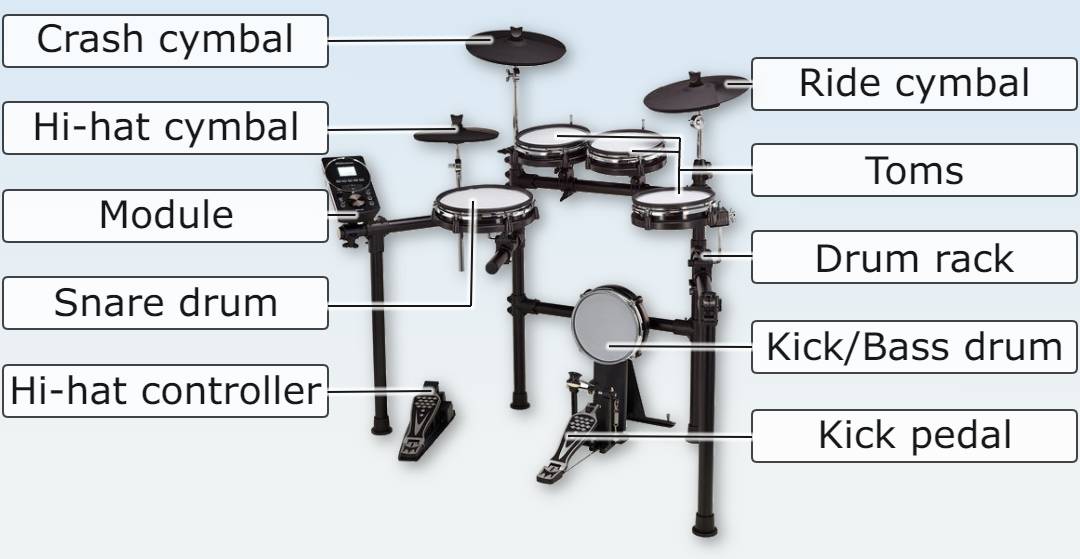 Crash cymbal
Hi-hat cymbal
Module
Snare drum
Hi-hat controller
Ride cymbal
Toms
Drum rack
Kick/Bass drum
Kick pedal